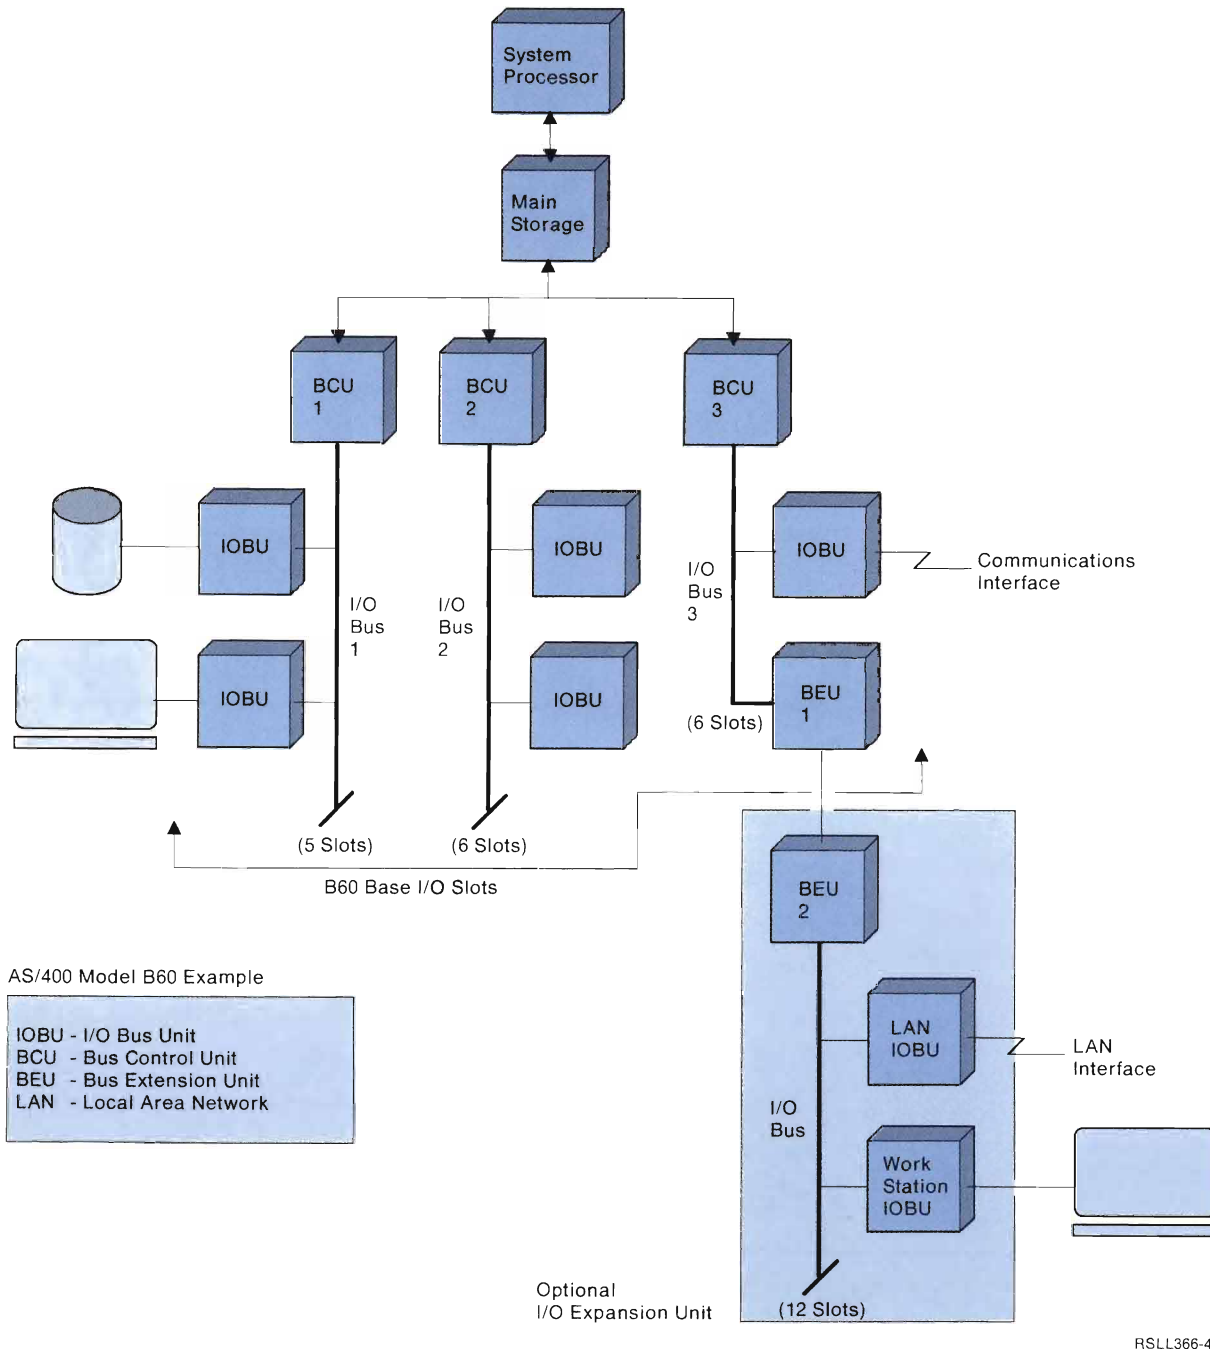 System
Processor
Main
Storage
BCU
1
BCU
2
BCU
3
IOBU
IOBU
IOBU
Communications
Interface
I/O
Bus
1
I/O
Bus
2
I/O
Bus
3
IOBU
IOBU
BEU
1
(6 Slots)
(5 Slots)
(6 Slots)
B60 Base I/O Slots
BEU
2
AS/400 Model B60 Example
IOBU - I/O Bus Unit
BCU - Bus Control Unit
BEU - Bus Extension Unit
LAN - Local Area Network
LAN
IOBU
LAN
Interface
I/O
Bus
Work
Station
IOBU
Optional
I/O Expansion Unit
(12 Slots)
RSLL366-4